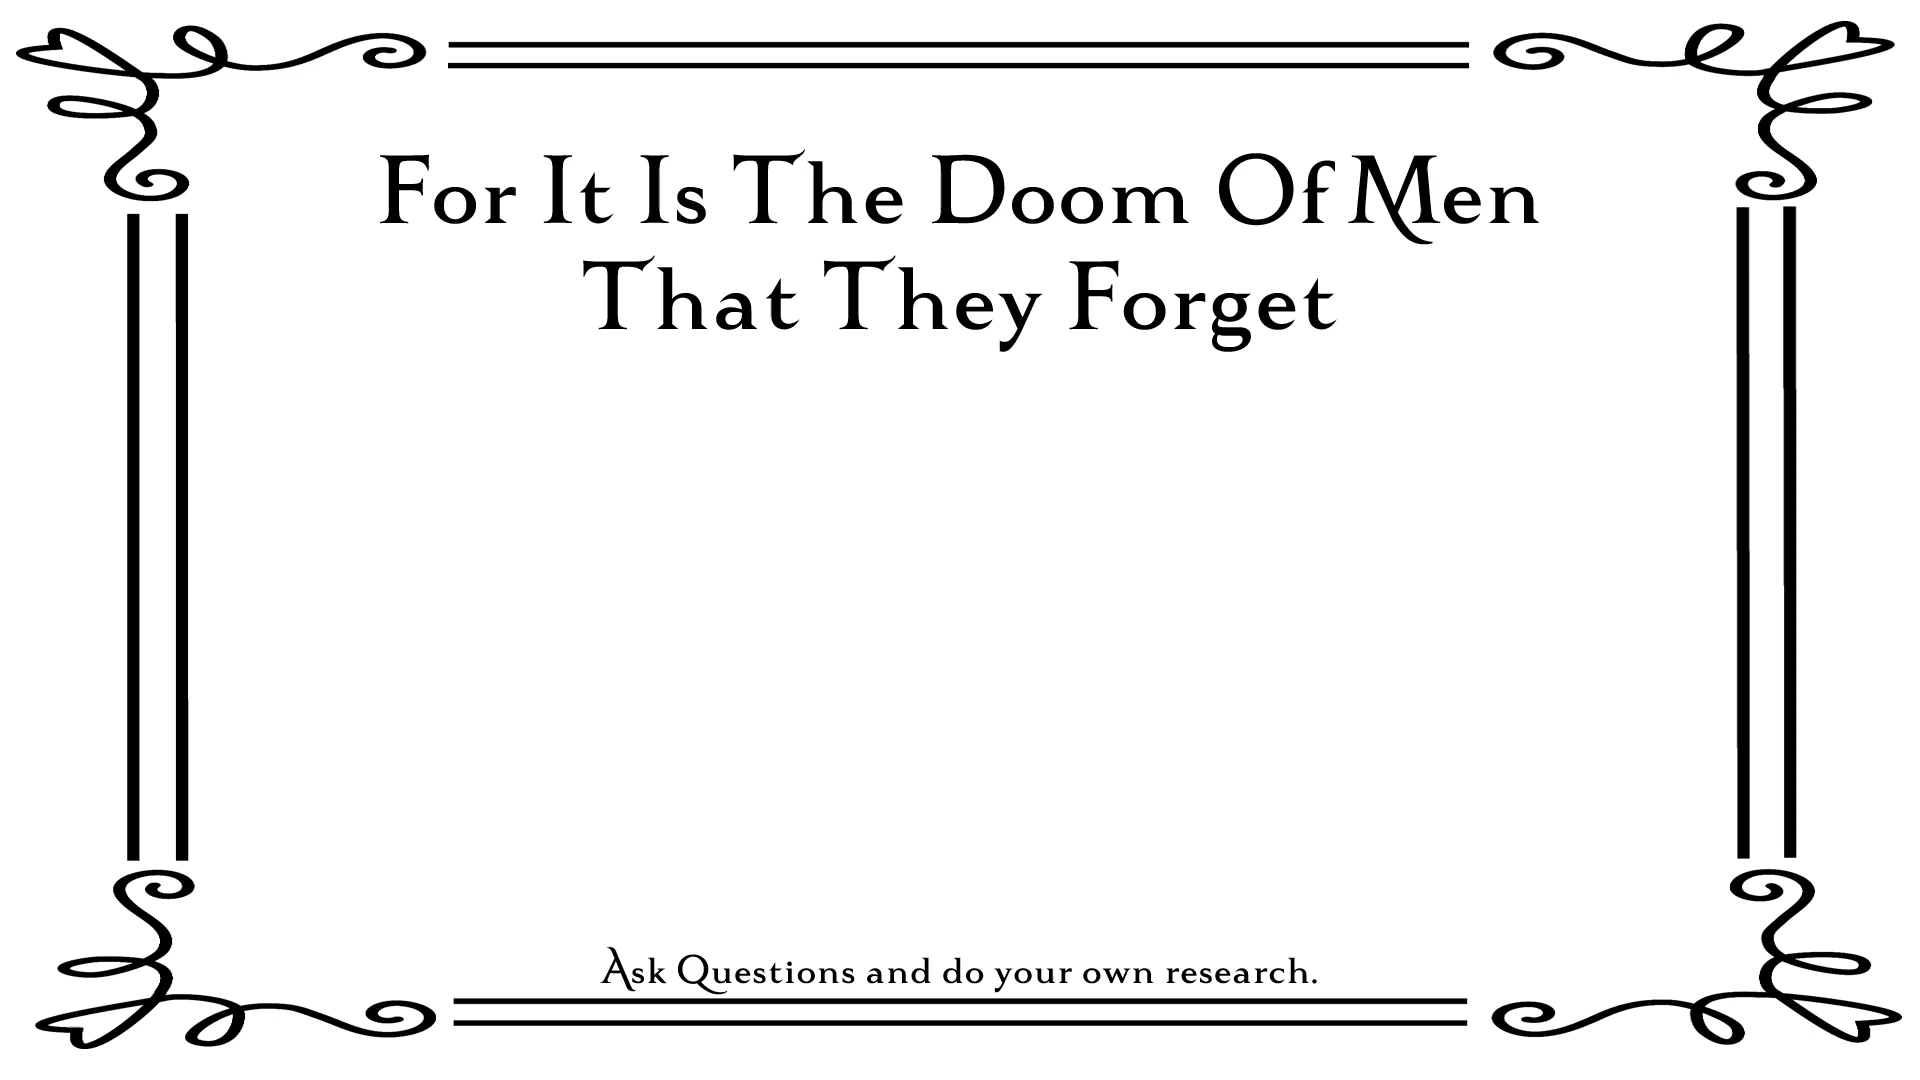 For It Is The Doom Of Men
That They Forget
Ask Questions and do your own research.